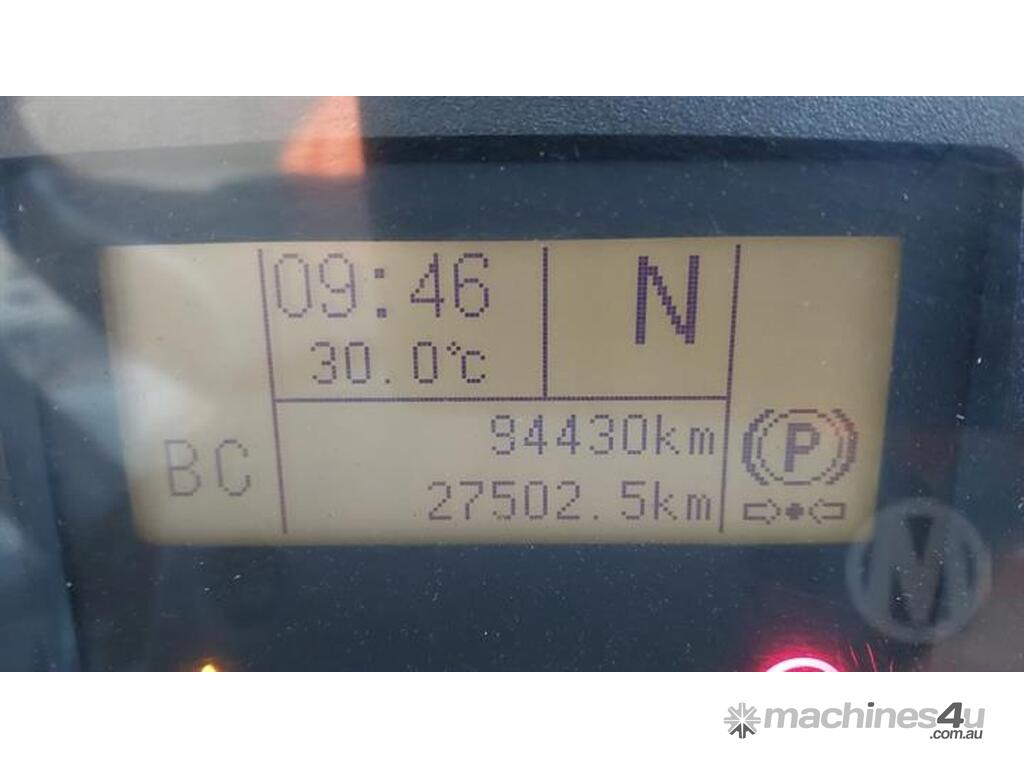 09:46
N
30.0°C
94430km
BC
P
27502.5km
M
machines4u
.com.au